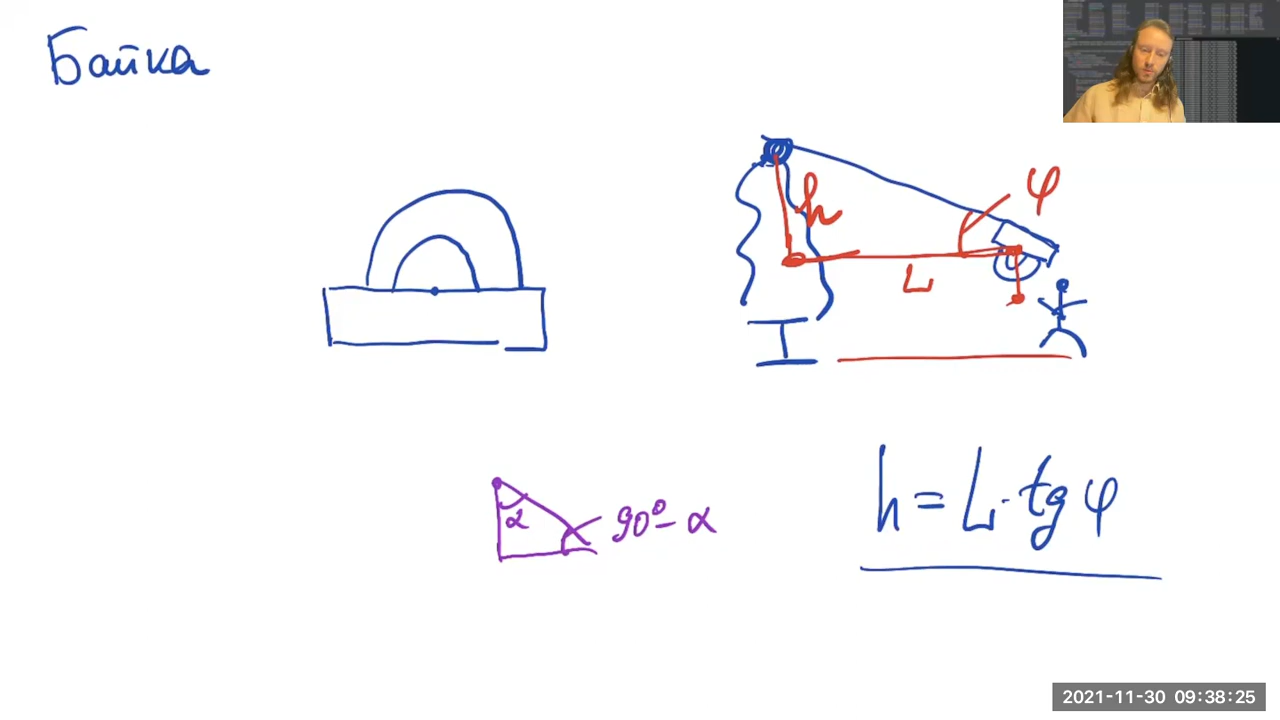 Байка
h
φ
L
α
90° - α
h = L · tg φ
2021-11-30 09:38:25